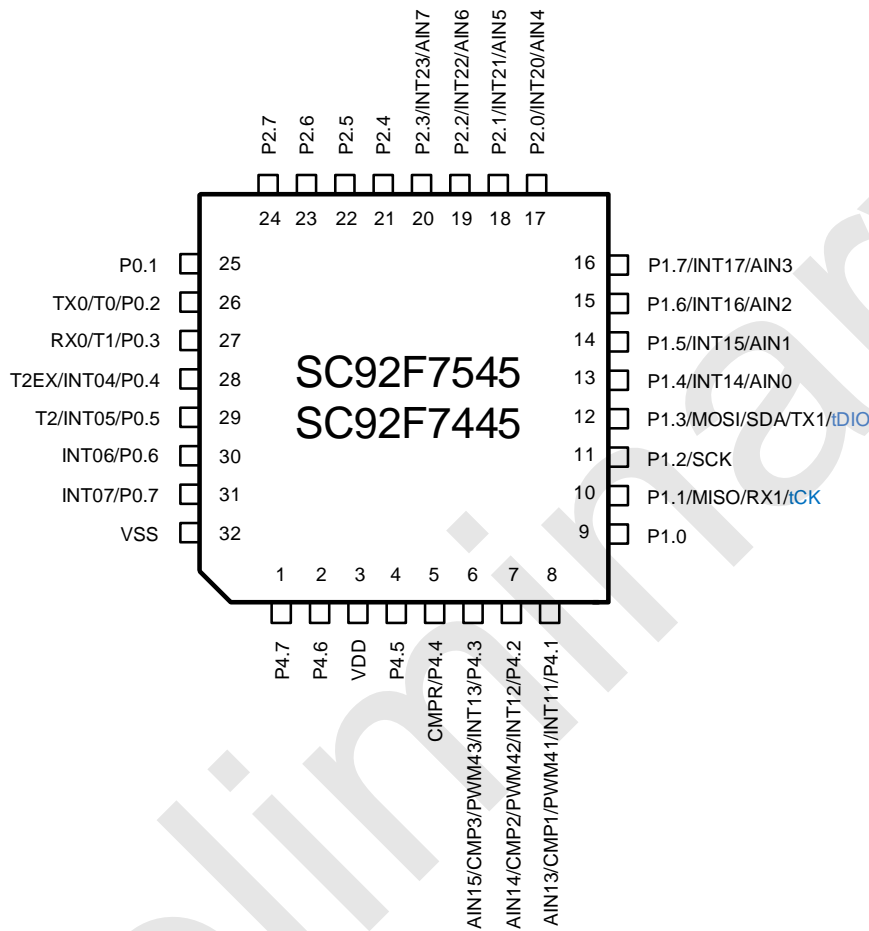 P2.7
P2.6
P2.5
P2.4
P2.3/INT23/AIN7
P2.2/INT22/AIN6
P2.1/INT21/AIN5
P2.0/INT20/AIN4
24 23 22 21 20 19 18 17
P0.1 25
TX0/T0/P0.2 26
RX0/T1/P0.3 27
T2EX/INT04/P0.4 28
T2/INT05/P0.5 29
INT06/P0.6 30
INT07/P0.7 31
VSS 32
SC92F7545
SC92F7445
16 P1.7/INT17/AIN3
15 P1.6/INT16/AIN2
14 P1.5/INT15/AIN1
13 P1.4/INT14/AIN0
12 P1.3/MOSI/SDA/TX1/tDIO
11 P1.2/SCK
10 P1.1/MISO/RX1/tCK
9 P1.0
1 2 3 4 5 6 7 8
P4.7
P4.6
VDD
P4.5
CMPR/P4.4
AIN15/CMP3/PWM43/INT13/P4.3
AIN14/CMP2/PWM42/INT12/P4.2
AIN13/CMP1/PWM41/INT11/P4.1